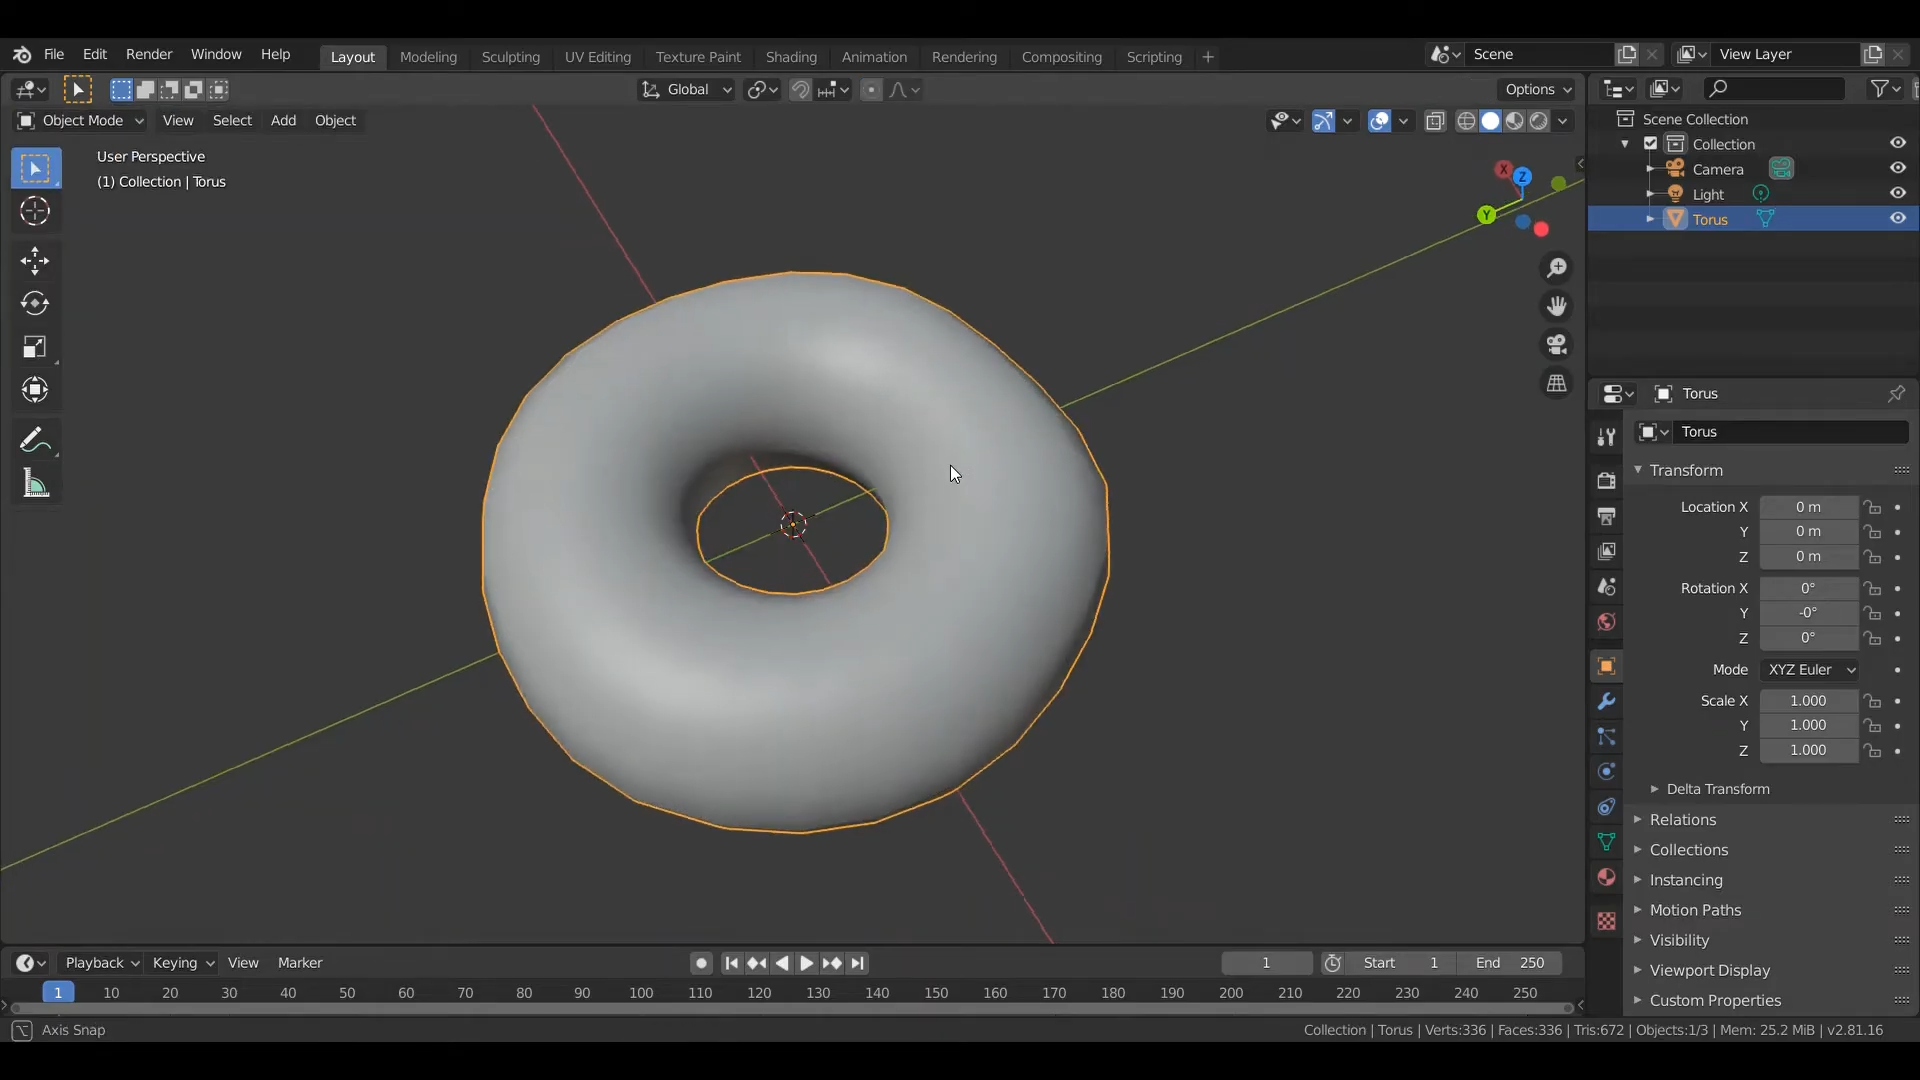 File Edit Render Window Help Layout Modeling Sculpting UV Editing Texture Paint Shading Animation Rendering Compositing Scripting + Scene View Layer
Global Options
Object Mode View Select Add Object
User Perspective
(1) Collection | Torus
X
Z
Y
Scene Collection
Collection
Camera
Light
Torus
Torus
Torus
Transform
Location X 0 m
Y 0 m
Z 0 m
Rotation X 0°
Y -0°
Z 0°
Mode XYZ Euler
Scale X 1.000
Y 1.000
Z 1.000
Delta Transform
Relations
Collections
Instancing
Motion Paths
Visibility
Viewport Display
Custom Properties
Playback Keying View Marker 1 Start 1 End 250
1 10 20 30 40 50 60 70 80 90 100 110 120 130 140 150 160 170 180 190 200 210 220 230 240 250
Axis Snap Collection | Torus | Verts:336 | Faces:336 | Tris:672 | Objects:1/3 | Mem: 25.2 MiB | v2.81.16